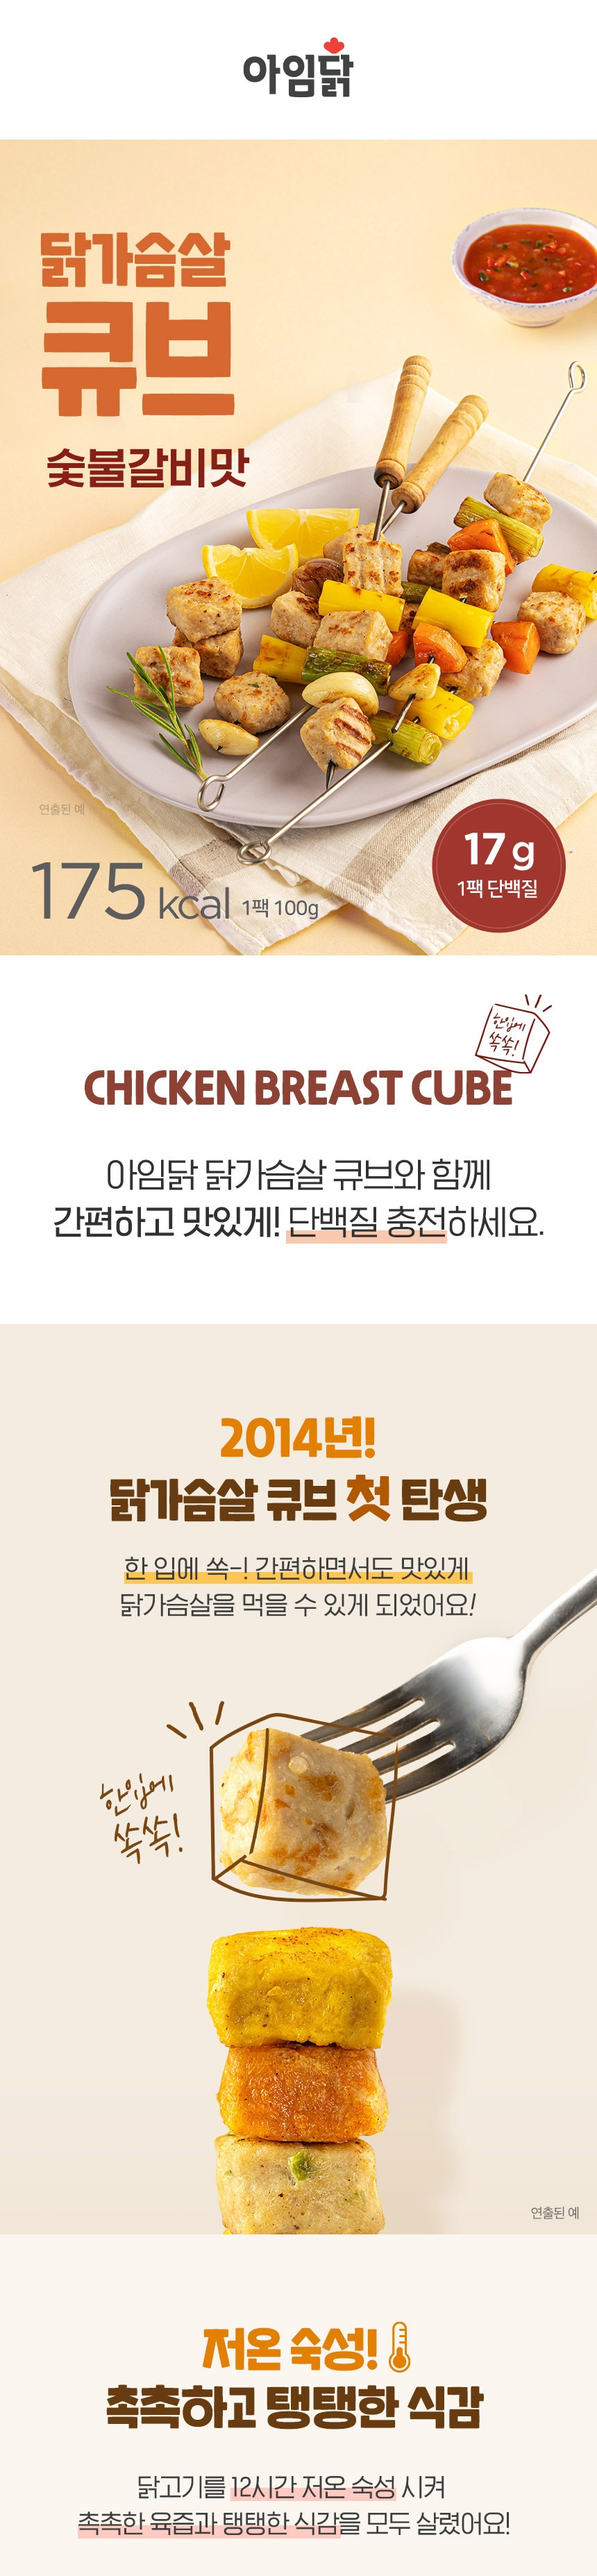 아임닭
닭가슴살
큐브
숯불갈비맛
연출된 예
175 kcal 1팩 100g
17 g
1팩 단백질
한입에
쏙쏙!
CHICKEN BREAST CUBE
아임닭 닭가슴살 큐브와 함께
간편하고 맛있게! 단백질 충전하세요.
2014년!
닭가슴살 큐브 첫 탄생
한 입에 쏙-! 간편하면서도 맛있게
닭가슴살을 먹을 수 있게 되었어요!
한입에
쏙쏙!
연출된 예
저온 숙성!
촉촉하고 탱탱한 식감
닭고기를 12시간 저온 숙성 시켜
촉촉한 육즙과 탱탱한 식감을 모두 살렸어요!